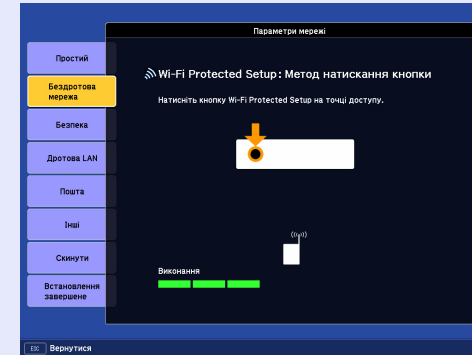 Параметри мережі
Простий
Бездротова
мережа
Безпека
Дротова LAN
Пошта
Інші
Скинути
Встановлення
завершене
Wi-Fi Protected Setup: Метод натискання кнопки
Натисніть кнопку Wi-Fi Protected Setup на точці доступу.
Виконання
ESC Вернутися